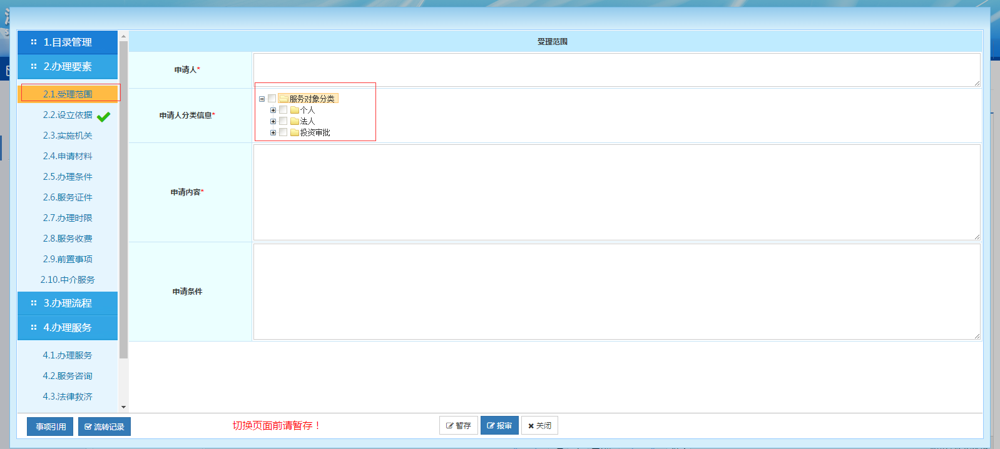 1.目录管理
2.办理要素
2.1.受理范围
2.2.设立依据
2.3.实施机关
2.4.申请材料
2.5.办理条件
2.6.服务证件
2.7.办理时限
2.8.服务收费
2.9.前置事项
2.10.中介服务
3.办理流程
4.办理服务
4.1.办理服务
4.2.服务咨询
4.3.法律救济
受理范围
申请人*
申请人分类信息*
服务对象分类
个人
法人
投资审批
申请内容*
申请条件
事项引用 流转记录 切换页面前请暂存！ 暂存 报审 关闭